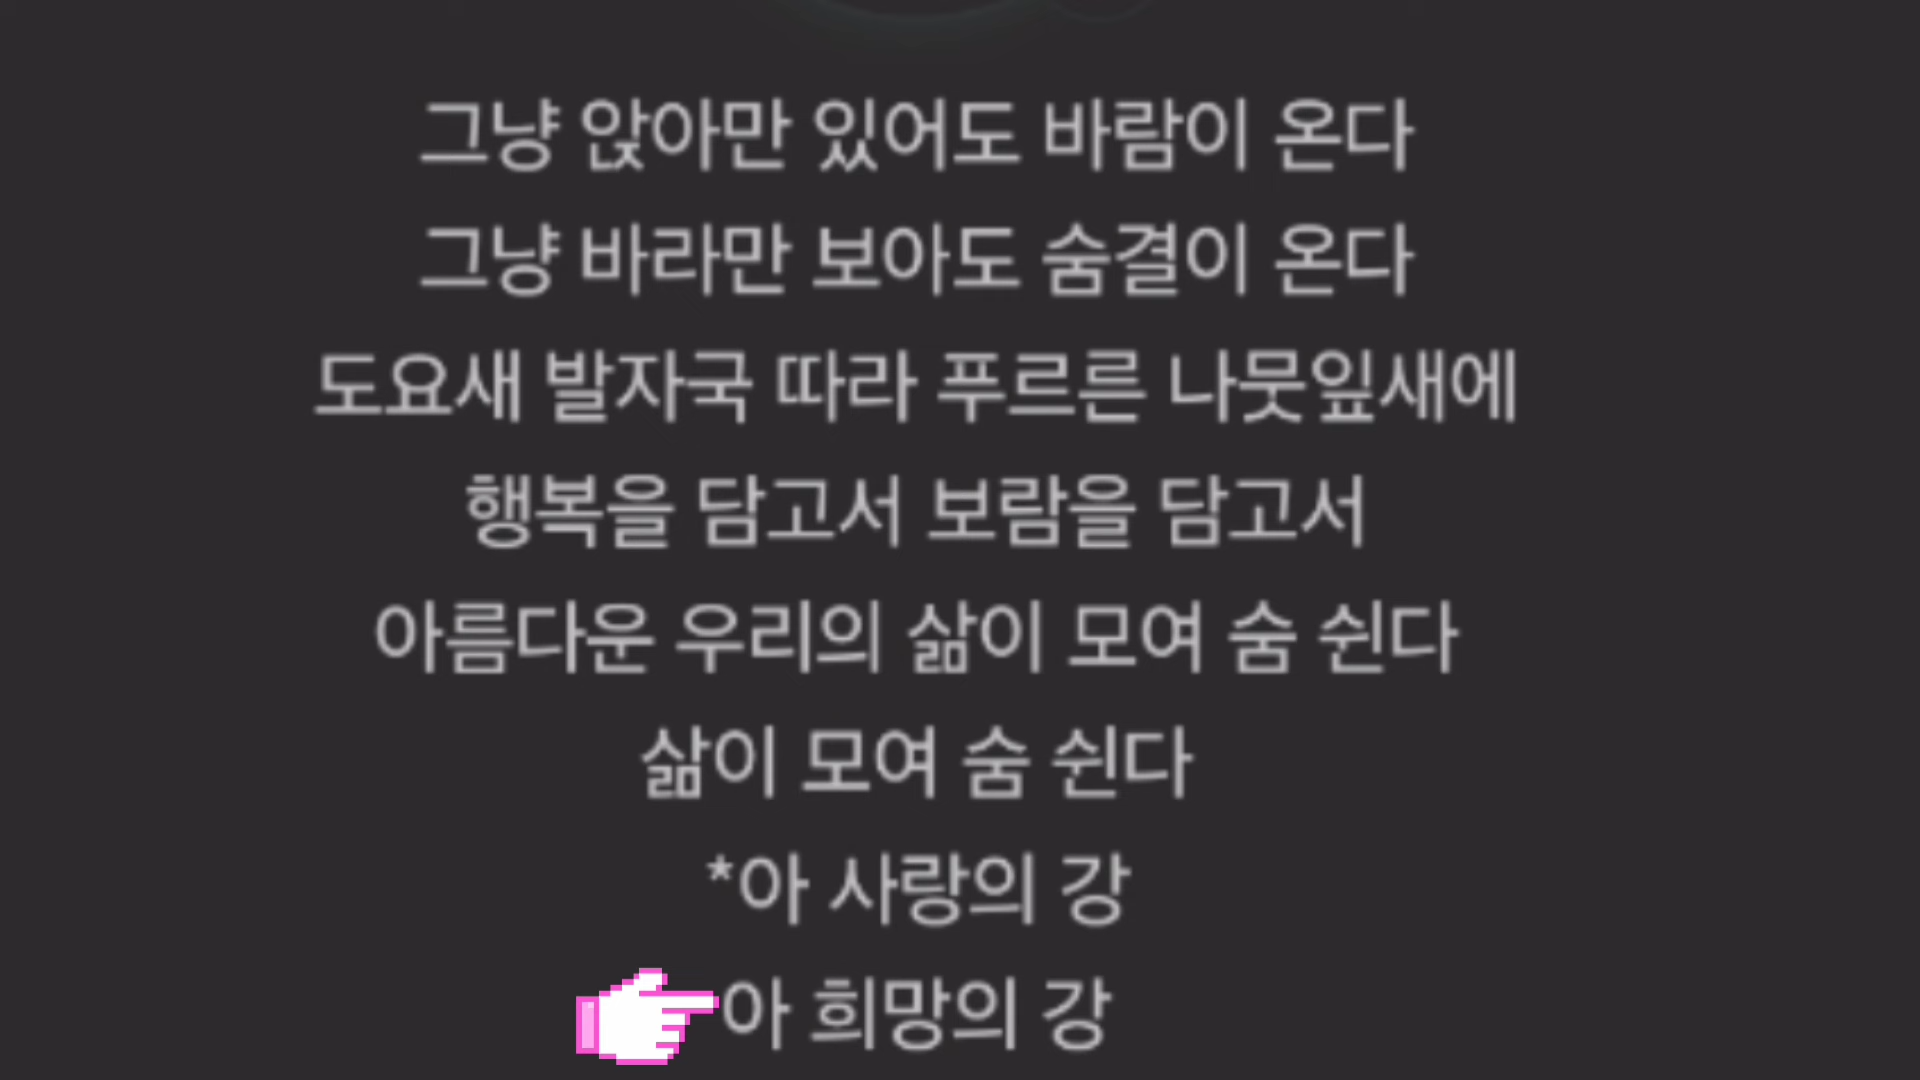 그냥 앉아만 있어도 바람이 온다
그냥 바라만 보아도 숨결이 온다
도요새 발자국 따라 푸르른 나뭇잎새에
행복을 담고서 보람을 담고서
아름다운 우리의 삶이 모여 숨 쉰다
삶이 모여 숨 쉰다
*아 사랑의 강
아 희망의 강